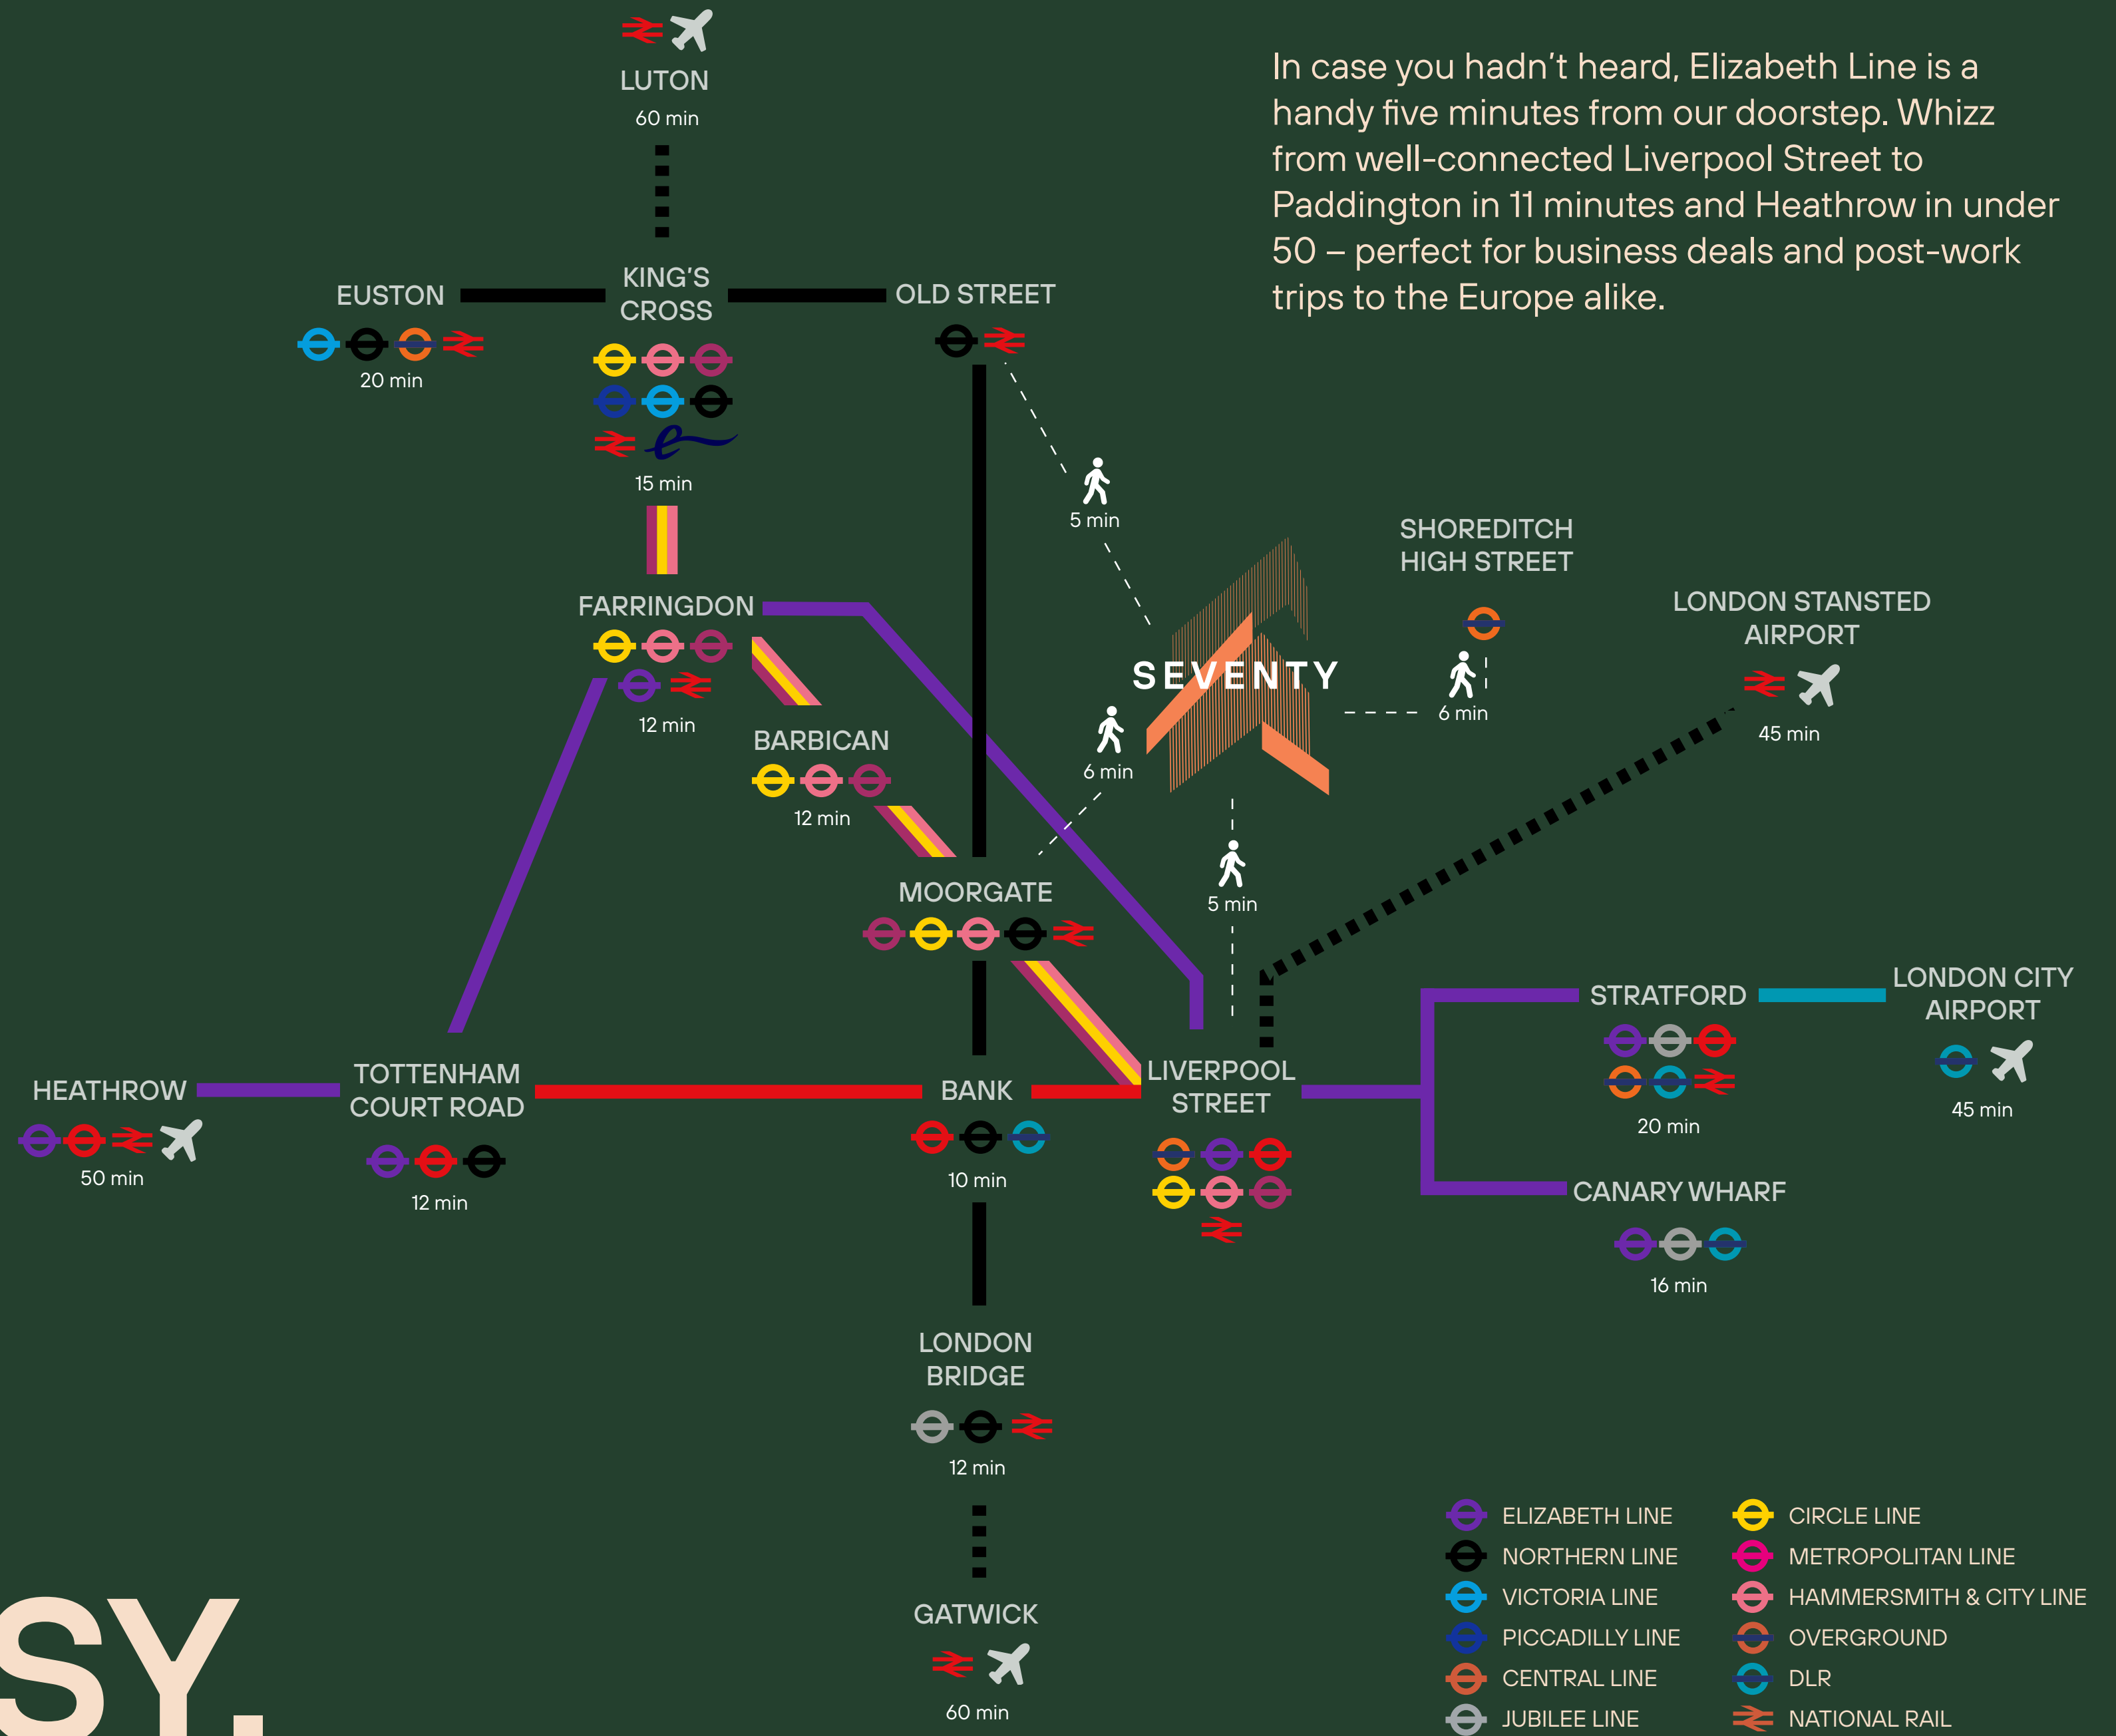 LUTON
60 min
In case you hadn't heard, Elizabeth Line is a
handy five minutes from our doorstep. Whizz
from well-connected Liverpool Street to
Paddington in 11 minutes and Heathrow in under
50 – perfect for business deals and post-work
trips to the Europe alike.
EUSTON
20 min
KING'S
CROSS
15 min
OLD STREET
5 min
SHOREDITCH
HIGH STREET
6 min
LONDON STANSTED
AIRPORT
45 min
FARRINGDON
12 min
SEVENTY
BARBICAN
12 min
6 min
5 min
MOORGATE
HEATHROW
50 min
TOTTENHAM
COURT ROAD
12 min
BANK
10 min
LIVERPOOL
STREET
STRATFORD
20 min
LONDON CITY
AIRPORT
45 min
CANARY WHARF
16 min
LONDON
BRIDGE
12 min
GATWICK
60 min
SY.
ELIZABETH LINE
NORTHERN LINE
VICTORIA LINE
PICCADILLY LINE
CENTRAL LINE
JUBILEE LINE
CIRCLE LINE
METROPOLITAN LINE
HAMMERSMITH & CITY LINE
OVERGROUND
DLR
NATIONAL RAIL